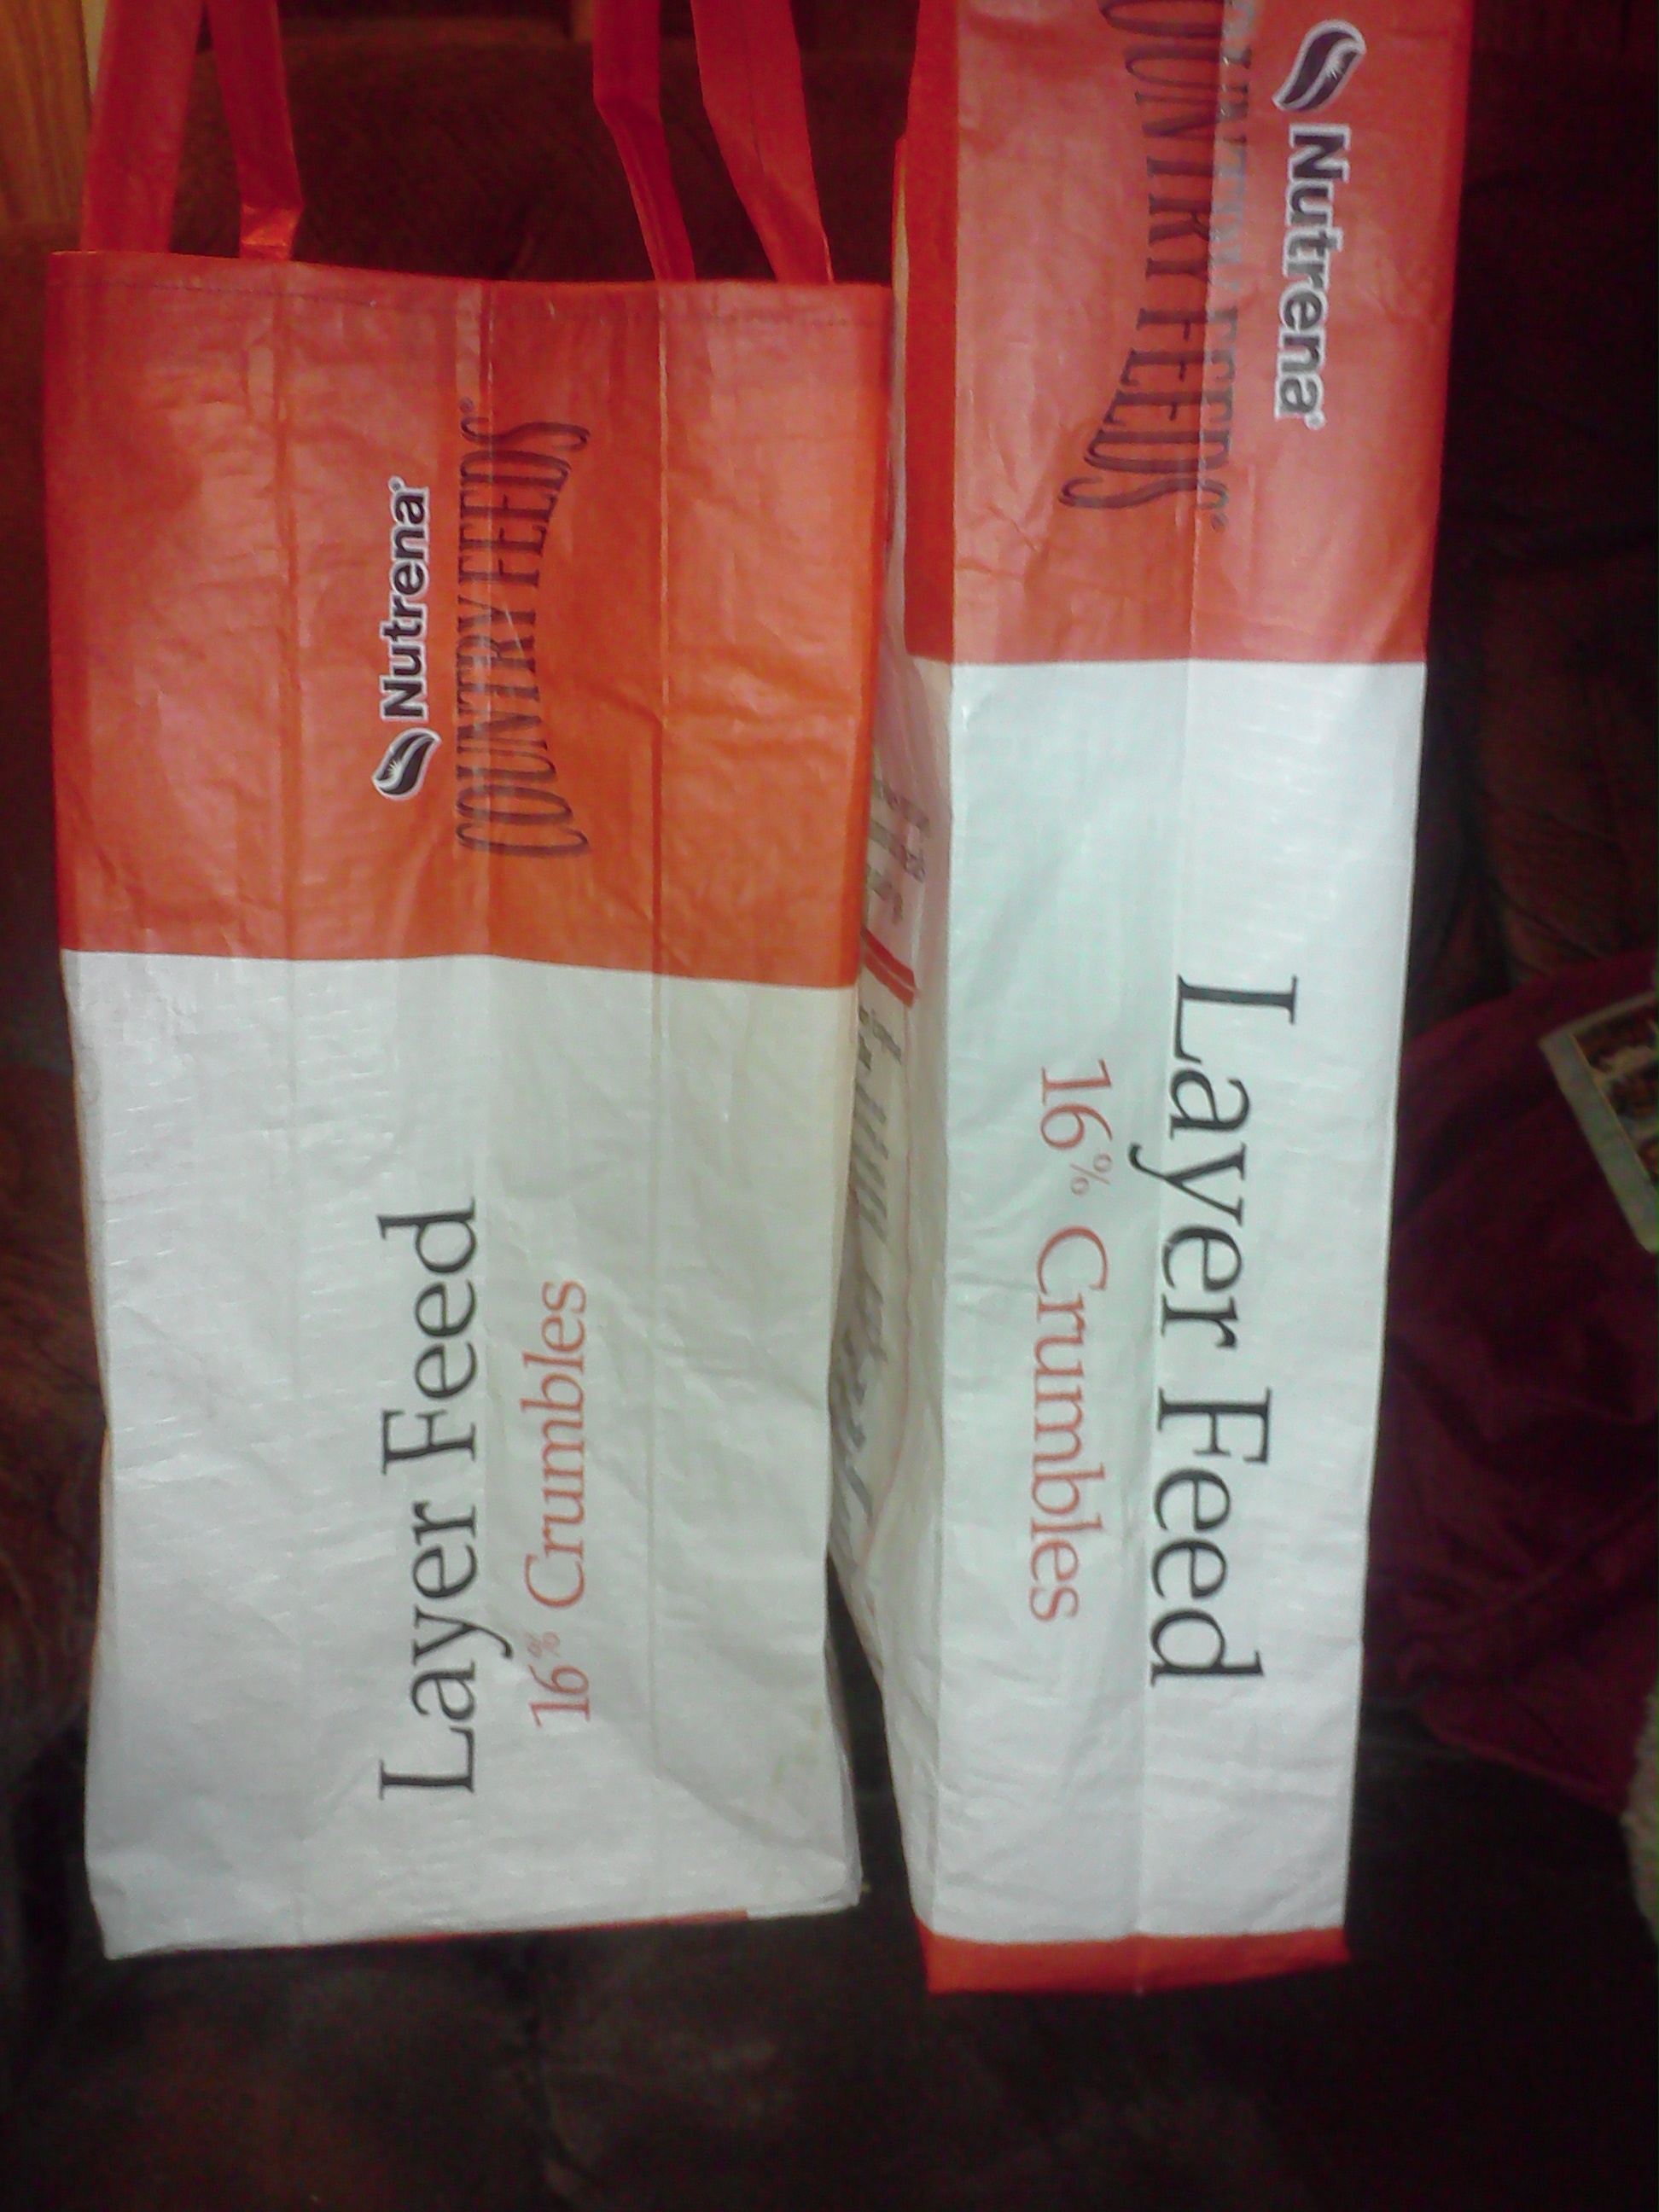 Nutrena®
COUNTRY FEEDS®
Layer Feed
16% Crumbles
Nutrena®
COUNTRY FEEDS®
Layer Feed
16% Crumbles